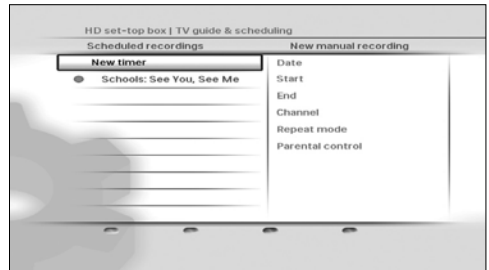 HD set-top box | TV guide & scheduling
Scheduled recordings
New manual recording
New timer
Schools: See You, See Me
Date
Start
End
Channel
Repeat mode
Parental control